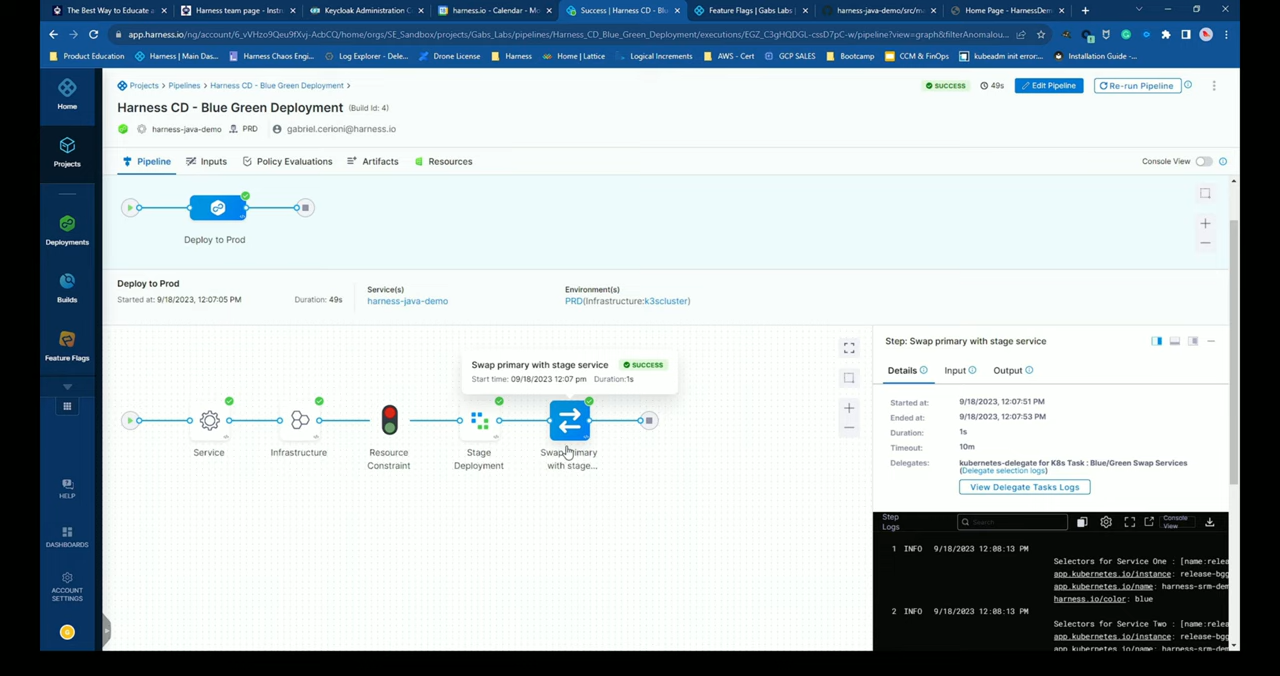 The Best Way to Educate a
Harness team page - Instr
Keycloak Administration C
harness.io - Calendar - Mo
Success | Harness CD - Blu
Feature Flags | Gabs Labs |
harness-java-demo/src/m
Home Page - HarnessDem
app.harness.io/ng/account/6_vVHzo9Qeu9fXvj-AcbCQ/home/orgs/SE_Sandbox/projects/Gabs_Labs/pipelines/Harness_CD_Blue_Green_Deployment/executions/EGZ_C3gHQDGL-cssD7pC-w/pipeline?view=graph&filterAnomalou...
Product Education
Harness | Main Das...
Harness Chaos Engi...
Log Explorer - Dele...
Drone License
Harness
Home | Lattice
Logical Increments
AWS - Cert
GCP SALES
Bootcamp
CCM & FinOps
kubeadm init error:...
Installation Guide -...
Home
Projects
Deployments
Builds
Feature Flags
HELP
DASHBOARDS
ACCOUNT
SETTINGS
G
Projects > Pipelines > Harness CD - Blue Green Deployment >
Harness CD - Blue Green Deployment (Build Id: 4)
harness-java-demo PRD gabriel.cerioni@harness.io
SUCCESS 49s Edit Pipeline Re-run Pipeline
Pipeline Inputs Policy Evaluations Artifacts Resources
Console View
Deploy to Prod
Deploy to Prod
Started at: 9/18/2023, 12:07:05 PM Duration: 49s
Service(s)
harness-java-demo
Environment(s)
PRD(Infrastructure:k3scluster)
Swap primary with stage service SUCCESS
Start time: 09/18/2023 12:07 pm Duration:1s
Service
Infrastructure
Resource
Constraint
Stage
Deployment
Swap primary
with stage...
Step: Swap primary with stage service
Details Input Output
Started at: 9/18/2023, 12:07:51 PM
Ended at: 9/18/2023, 12:07:53 PM
Duration: 1s
Timeout: 10m
Delegates: kubernetes-delegate for K8s Task : Blue/Green Swap Services
(Delegate selection logs)
View Delegate Tasks Logs
Step
Logs
Search
Console
View
1 INFO 9/18/2023 12:08:13 PM
Selectors for Service One : [name:relea
app.kubernetes.io/instance: release-bgg
app.kubernetes.io/name: harness-srm-dem
harness.io/color: blue
2 INFO 9/18/2023 12:08:13 PM
Selectors for Service Two : [name:relea
app.kubernetes.io/instance: release-bgg
app.kubernetes.io/name: harness-srm-dem